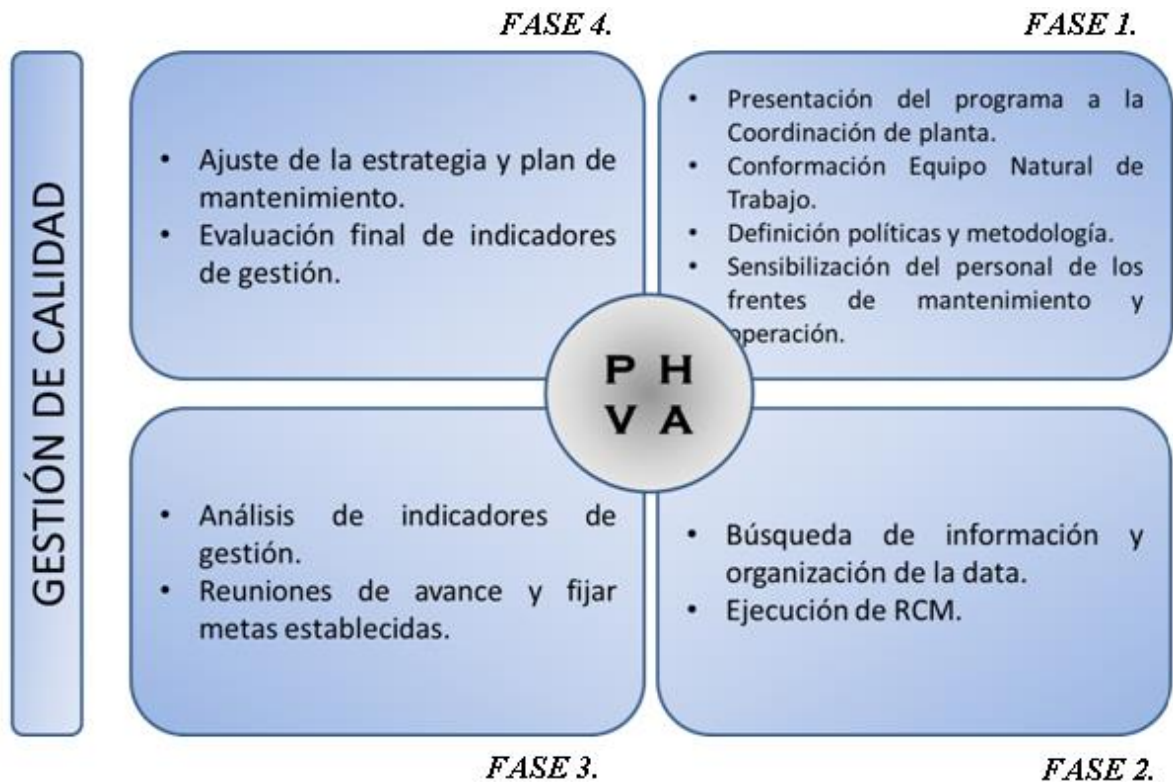 FASE 4.
FASE 1.
GESTIÓN DE CALIDAD
• Ajuste de la estrategia y plan de
mantenimiento.
• Evaluación final de indicadores
de gestión.
• Presentación del programa a la
Coordinación de planta.
• Conformación Equipo Natural de
Trabajo.
• Definición políticas y metodología.
• Sensibilización del personal de los
frentes de mantenimiento y
operación.
P H
V A
• Análisis de indicadores de
gestión.
• Reuniones de avance y fijar
metas establecidas.
• Búsqueda de información y
organización de la data.
• Ejecución de RCM.
FASE 3.
FASE 2.